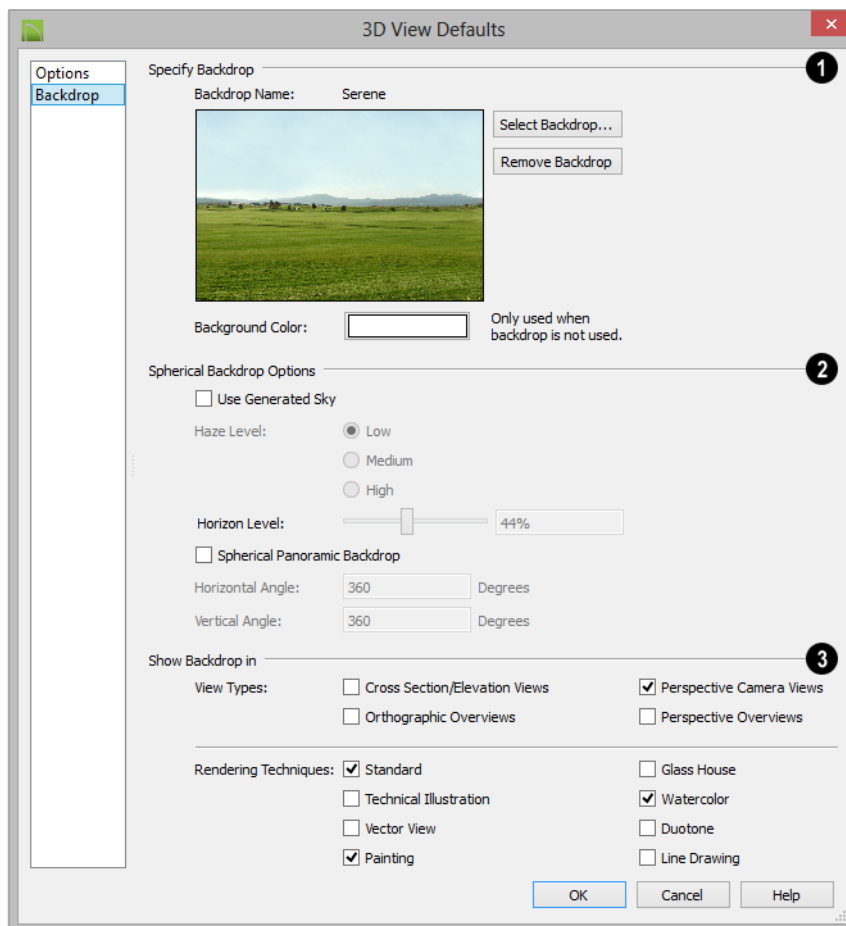 3D View Defaults
Options
Backdrop
Specify Backdrop 1
Backdrop Name: Serene
Select Backdrop...
Remove Backdrop
Background Color: Only used when
backdrop is not used.
Spherical Backdrop Options 2
Use Generated Sky
Haze Level: Low
Medium
High
Horizon Level: 44%
Spherical Panoramic Backdrop
Horizontal Angle: 360 Degrees
Vertical Angle: 360 Degrees
Show Backdrop in 3
View Types: Cross Section/Elevation Views Perspective Camera Views
Orthographic Overviews Perspective Overviews
Rendering Techniques: Standard Glass House
Technical Illustration Watercolor
Vector View Duotone
Painting Line Drawing
OK Cancel Help